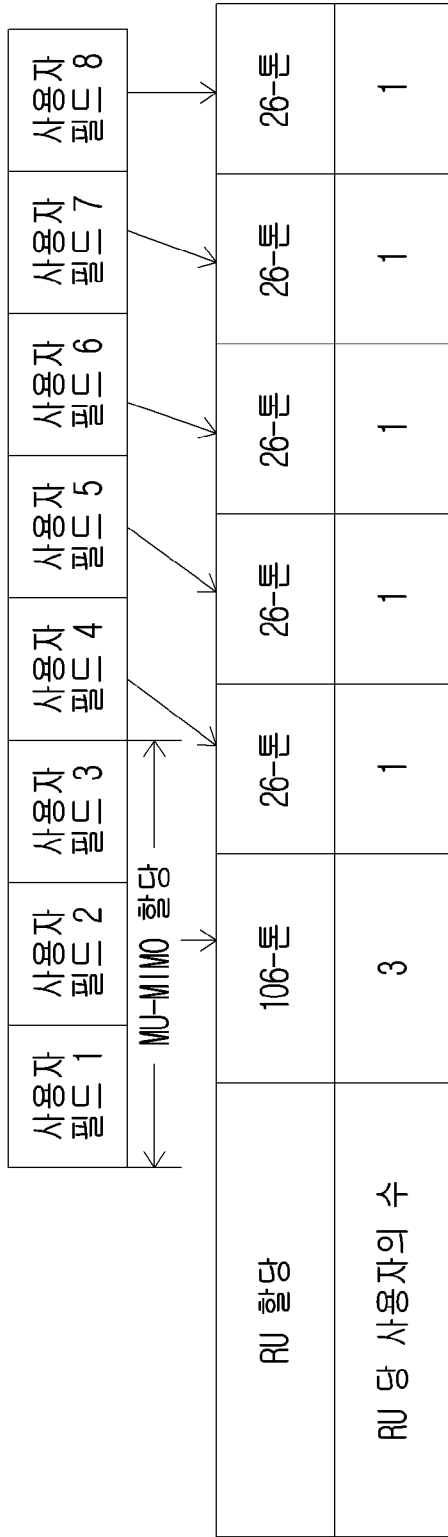 사용자
필드 1
사용자
필드 2
사용자
필드 3
사용자
필드 4
사용자
필드 5
사용자
필드 6
사용자
필드 7
사용자
필드 8
MU-MIMO 할당
RU 할당
106-톤
26-톤
26-톤
26-톤
26-톤
26-톤
RU 당 사용자의 수
3
1
1
1
1
1